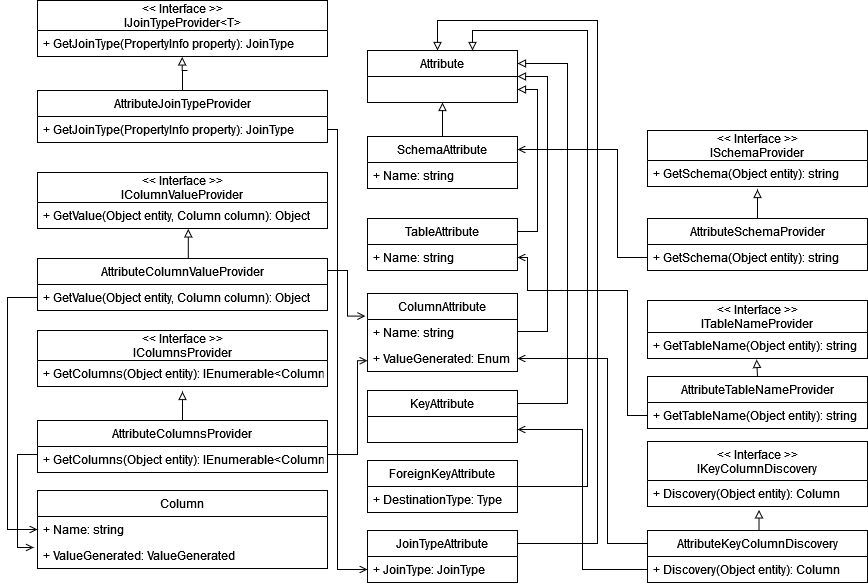 << Interface >>
IJoinTypeProvider<T>
+ GetJoinType(PropertyInfo property): JoinType
AttributeJoinTypeProvider
+ GetJoinType(PropertyInfo property): JoinType
<< Interface >>
IColumnValueProvider
+ GetValue(Object entity, Column column): Object
AttributeColumnValueProvider
+ GetValue(Object entity, Column column): Object
<< Interface >>
IColumnsProvider
+ GetColumns(Object entity): IEnumerable<Column
AttributeColumnsProvider
+ GetColumns(Object entity): IEnumerable<Column
Column
+ Name: string
+ ValueGenerated: ValueGenerated
Attribute
SchemaAttribute
+ Name: string
TableAttribute
+ Name: string
ColumnAttribute
+ Name: string
+ ValueGenerated: Enum
KeyAttribute
ForeignKeyAttribute
+ DestinationType: Type
JoinTypeAttribute
+ JoinType: JoinType
<< Interface >>
ISchemaProvider
+ GetSchema(Object entity): string
AttributeSchemaProvider
+ GetSchema(Object entity): string
<< Interface >>
ITableNameProvider
+ GetTableName(Object entity): string
AttributeTableNameProvider
+ GetTableName(Object entity): string
<< Interface >>
IKeyColumnDiscovery
+ Discovery(Object entity): Column
AttributeKeyColumnDiscovery
+ Discovery(Object entity): Column